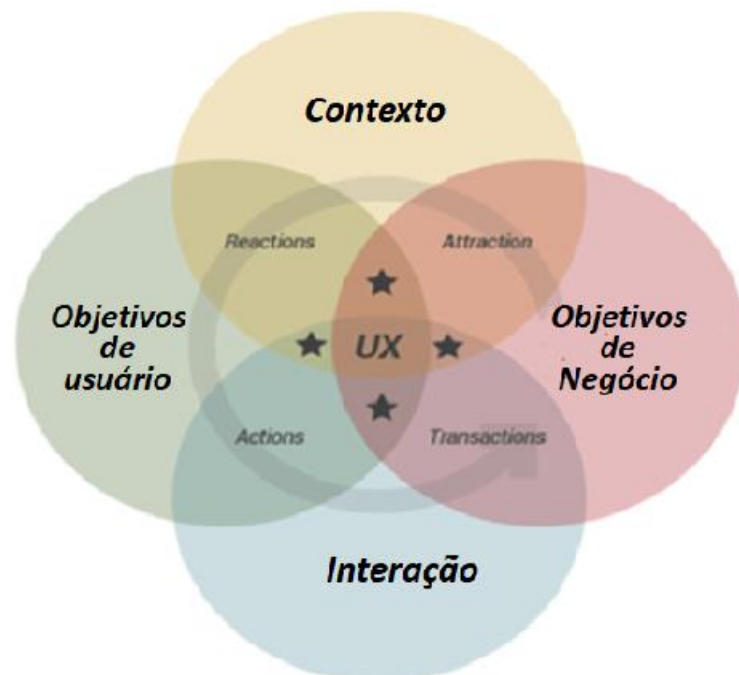 Contexto
Reactions
Attraction
Objetivos
de
usuário
UX
Objetivos
de
Negócio
Actions
Transactions
Interação